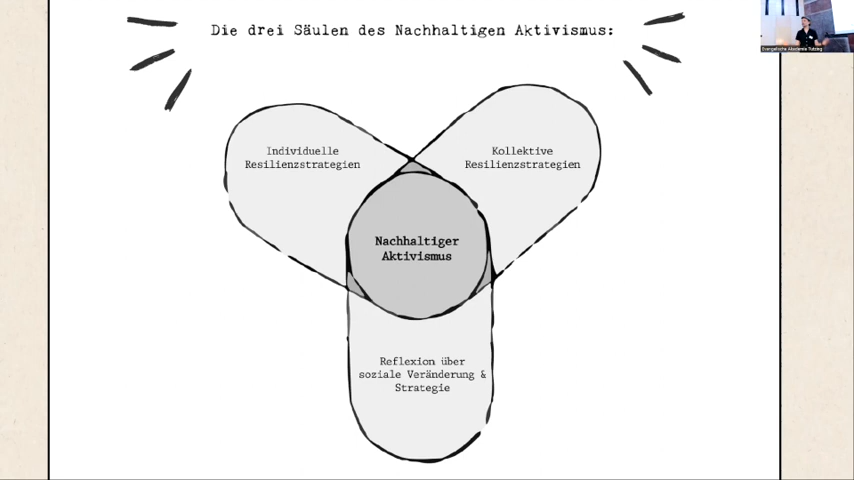 Die drei Säulen des Nachhaltigen Aktivismus:
Evangelische Akademie Tutzing
Individuelle
Resilienzstrategien
Kollektive
Resilienzstrategien
Nachhaltiger
Aktivismus
Reflexion über
soziale Veränderung &
Strategie